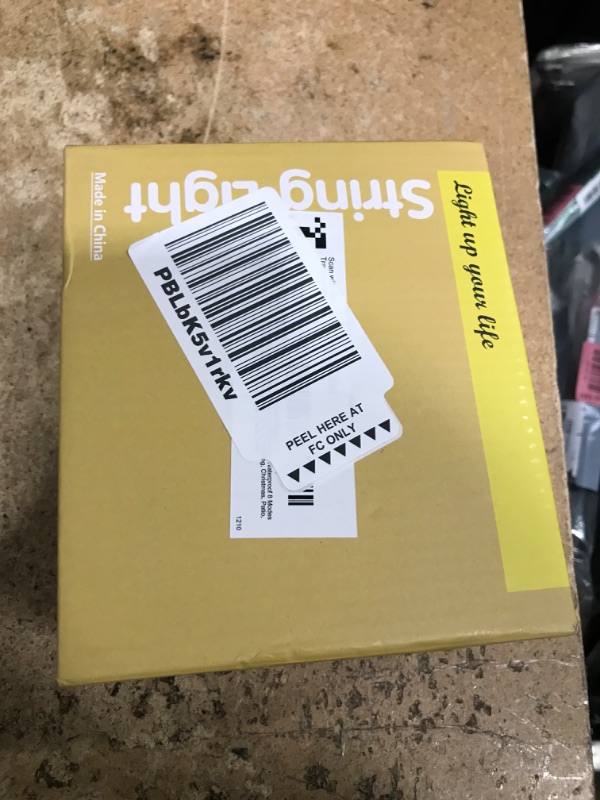 String Light
Made in China
Light up your life
Scan
PBLbK5v1rkv
PEEL HERE AT
FC ONLY
8 Modes
Christmas, Patio,
1210